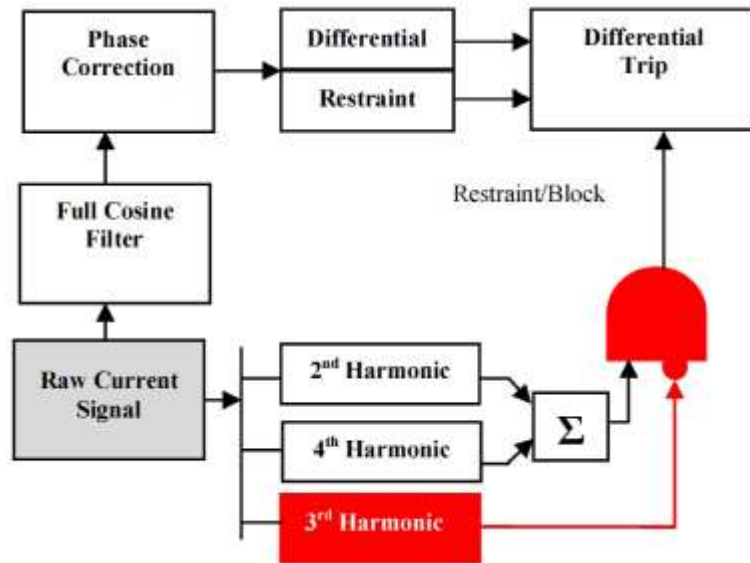 Phase
Correction
Differential
Restraint
Differential
Trip
Full Cosine
Filter
Restraint/Block
Raw Current
Signal
2nd Harmonic
4th Harmonic
Σ
3rd Harmonic